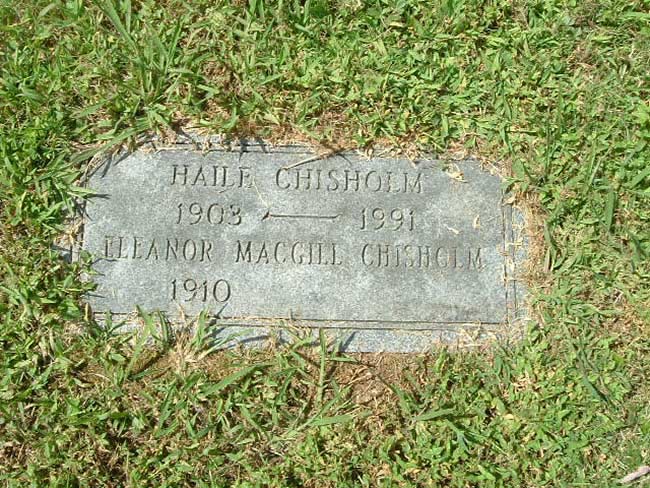 HAILE CHISHOLM
1903 — 1991
ELEANOR MACGILL CHISHOLM
1910